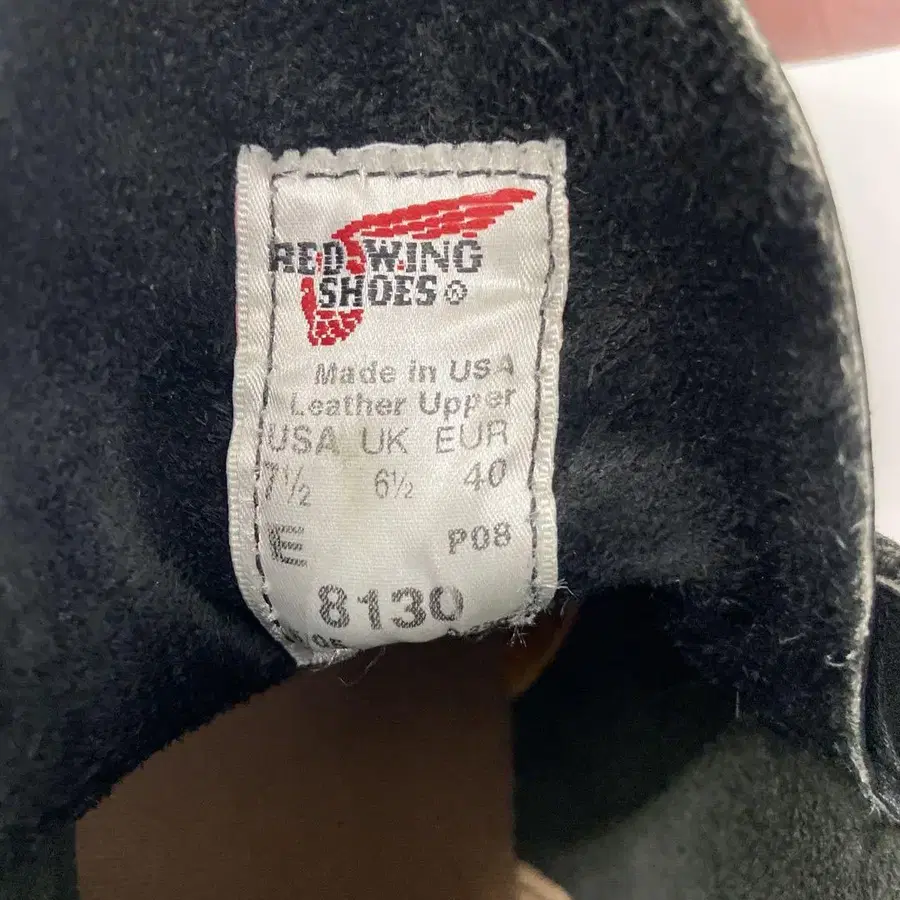 RED WING
SHOES ®
Made in USA
Leather Upper
USA UK EUR
7½ 6½ 40
E P08
8130